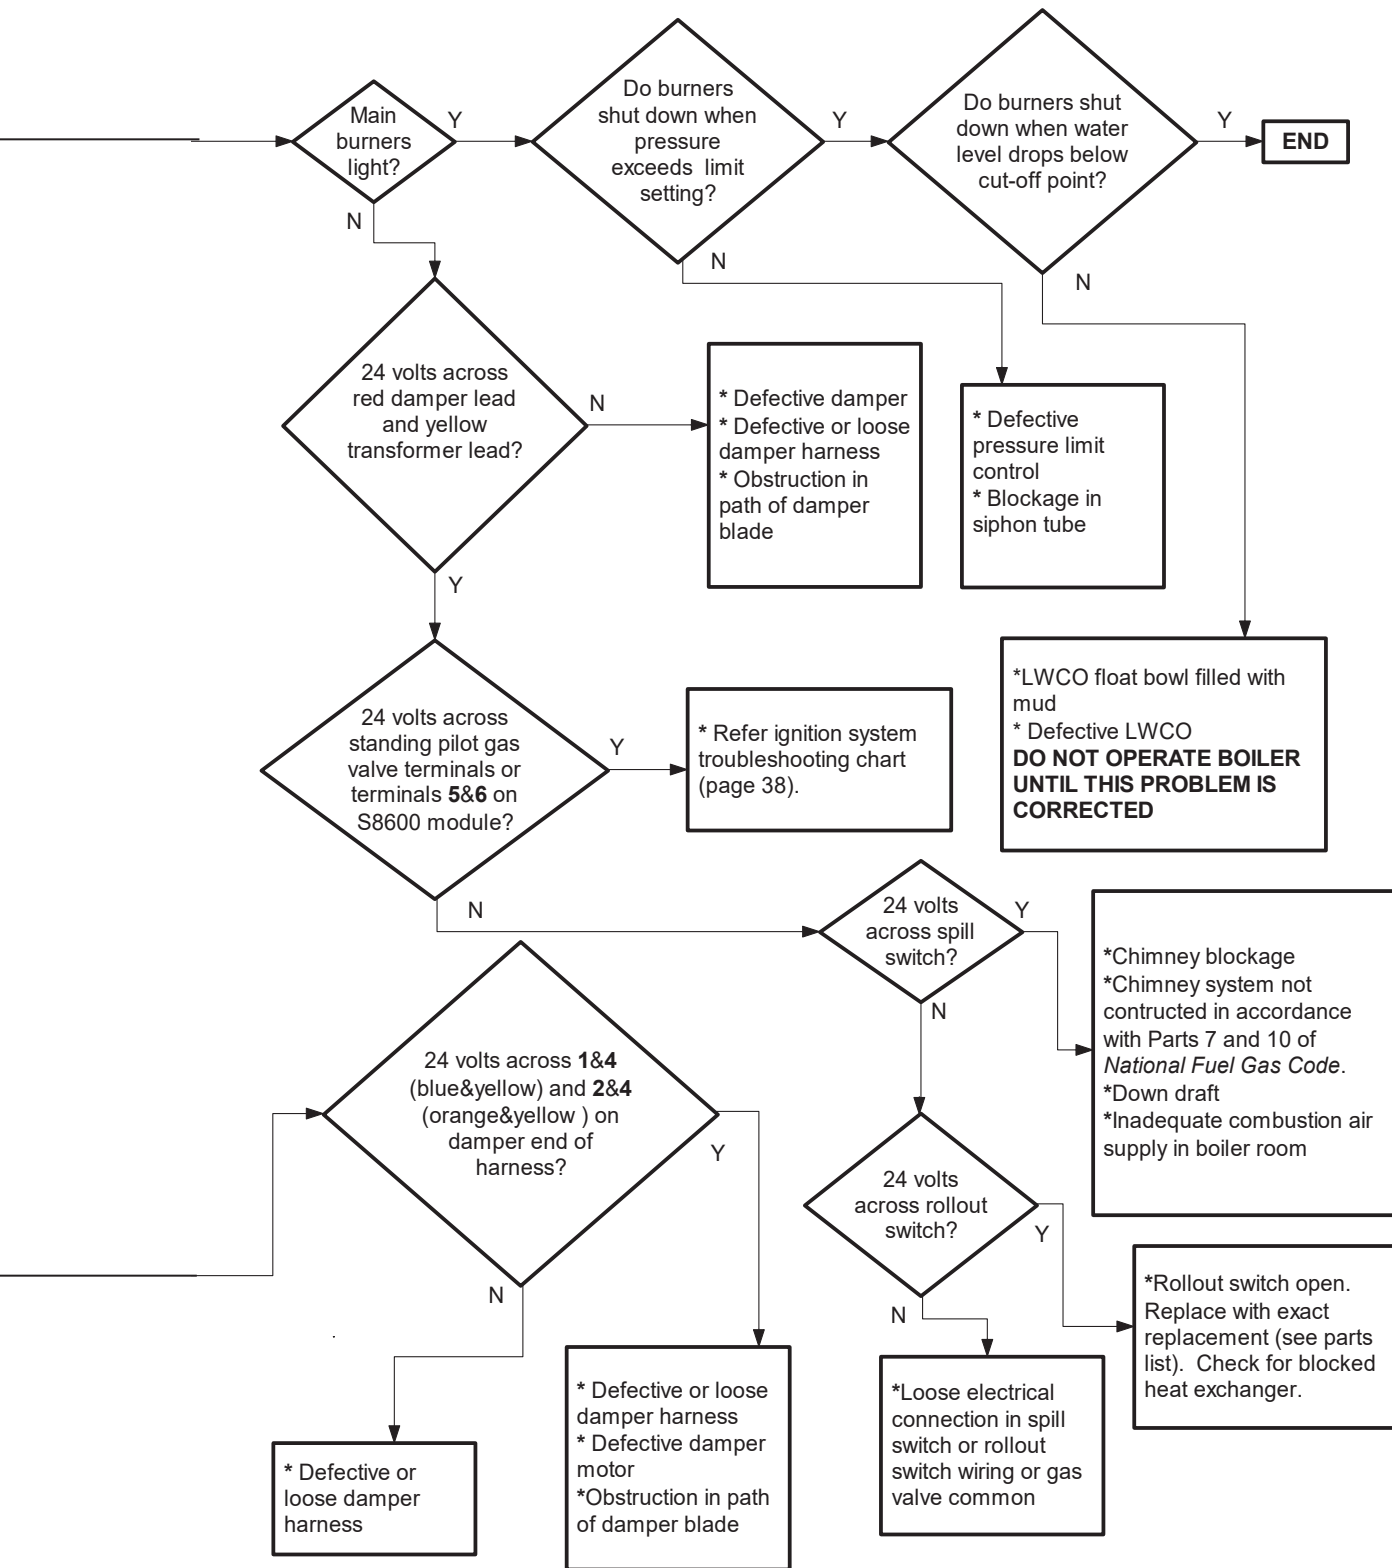 Main
burners
light?
Y
Do burners
shut down when
pressure
exceeds limit
setting?
Y
Do burners shut
down when water
level drops below
cut-off point?
Y
END
N
N
N
24 volts across
red damper lead
and yellow
transformer lead?
N
* Defective damper
* Defective or loose
damper harness
* Obstruction in
path of damper
blade
* Defective
pressure limit
control
* Blockage in
siphon tube
Y
24 volts across
standing pilot gas
valve terminals or
terminals 5&6 on
S8600 module?
Y
* Refer ignition system
troubleshooting chart
(page 38).
*LWCO float bowl filled with
mud
* Defective LWCO
DO NOT OPERATE BOILER
UNTIL THIS PROBLEM IS
CORRECTED
N
24 volts
across spill
switch?
Y
*Chimney blockage
*Chimney system not
contructed in accordance
with Parts 7 and 10 of
National Fuel Gas Code.
*Down draft
*Inadequate combustion air
supply in boiler room
N
24 volts across 1&4
(blue&yellow) and 2&4
(orange&yellow ) on
damper end of
harness?
Y
24 volts
across rollout
switch?
Y
*Rollout switch open.
Replace with exact
replacement (see parts
list). Check for blocked
heat exchanger.
N
N
* Defective or
loose damper
harness
* Defective or loose
damper harness
* Defective damper
motor
*Obstruction in path
of damper blade
*Loose electrical
connection in spill
switch or rollout
switch wiring or gas
valve common